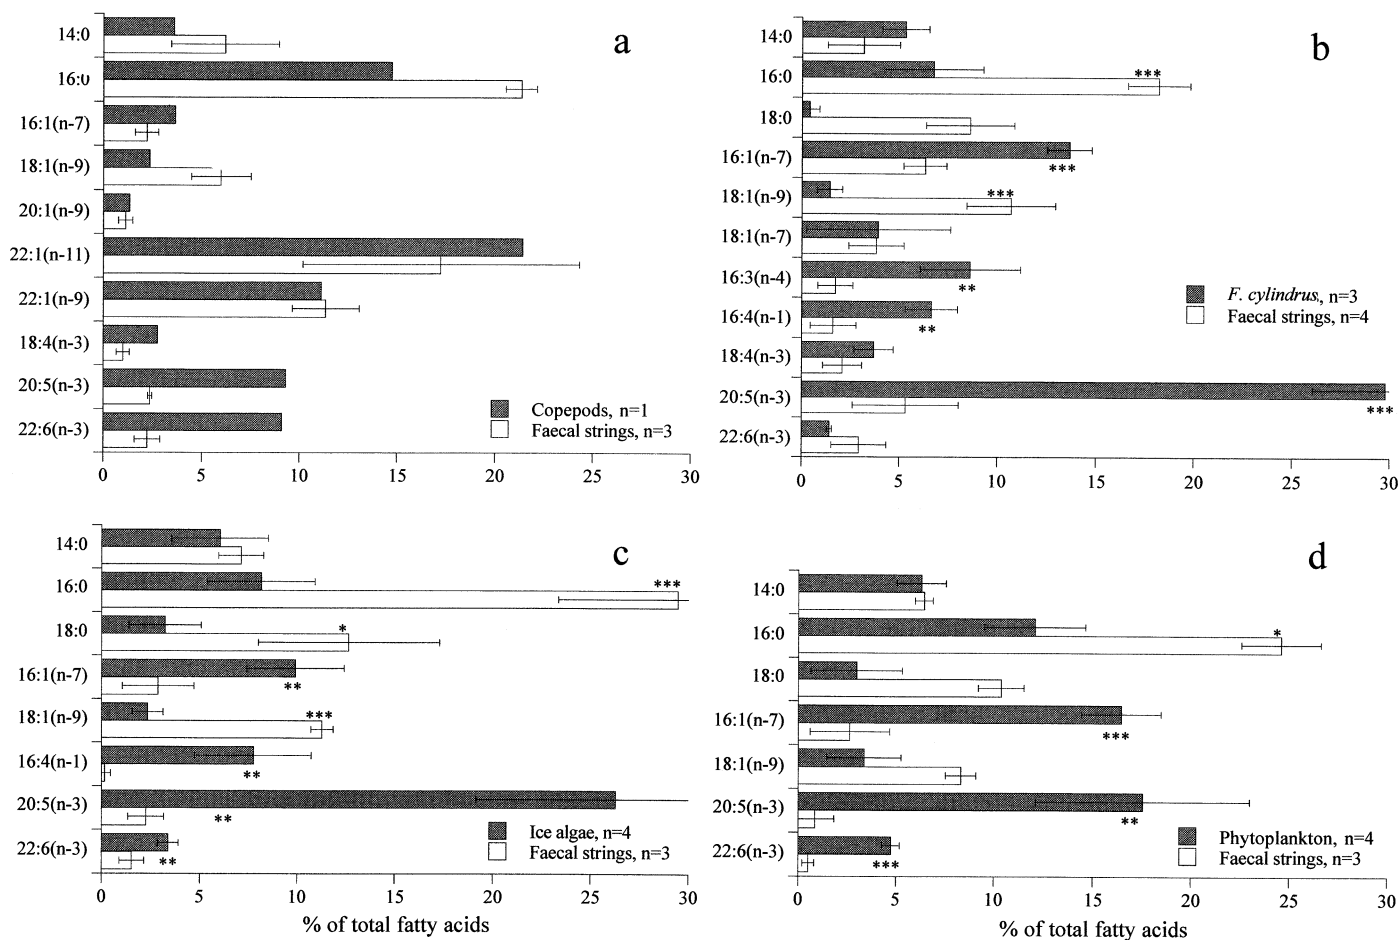 a
14:0
16:0
16:1(n-7)
18:1(n-9)
20:1(n-9)
22:1(n-11)
22:1(n-9)
18:4(n-3)
20:5(n-3)
22:6(n-3)
Copepods, n=1
Faecal strings, n=3
0 5 10 15 20 25 30
b
14:0
16:0 ***
18:0
16:1(n-7) ***
18:1(n-9) ***
18:1(n-7)
16:3(n-4) **
16:4(n-1) **
18:4(n-3)
20:5(n-3) ***
22:6(n-3)
F. cylindrus, n=3
Faecal strings, n=4
0 5 10 15 20 25 30
c
14:0
16:0 ***
18:0 *
16:1(n-7) **
18:1(n-9) ***
16:4(n-1) **
20:5(n-3) **
22:6(n-3) **
Ice algae, n=4
Faecal strings, n=3
0 5 10 15 20 25 30
% of total fatty acids
d
14:0
16:0 *
18:0
16:1(n-7) ***
18:1(n-9)
20:5(n-3) **
22:6(n-3) ***
Phytoplankton, n=4
Faecal strings, n=3
0 5 10 15 20 25 30
% of total fatty acids